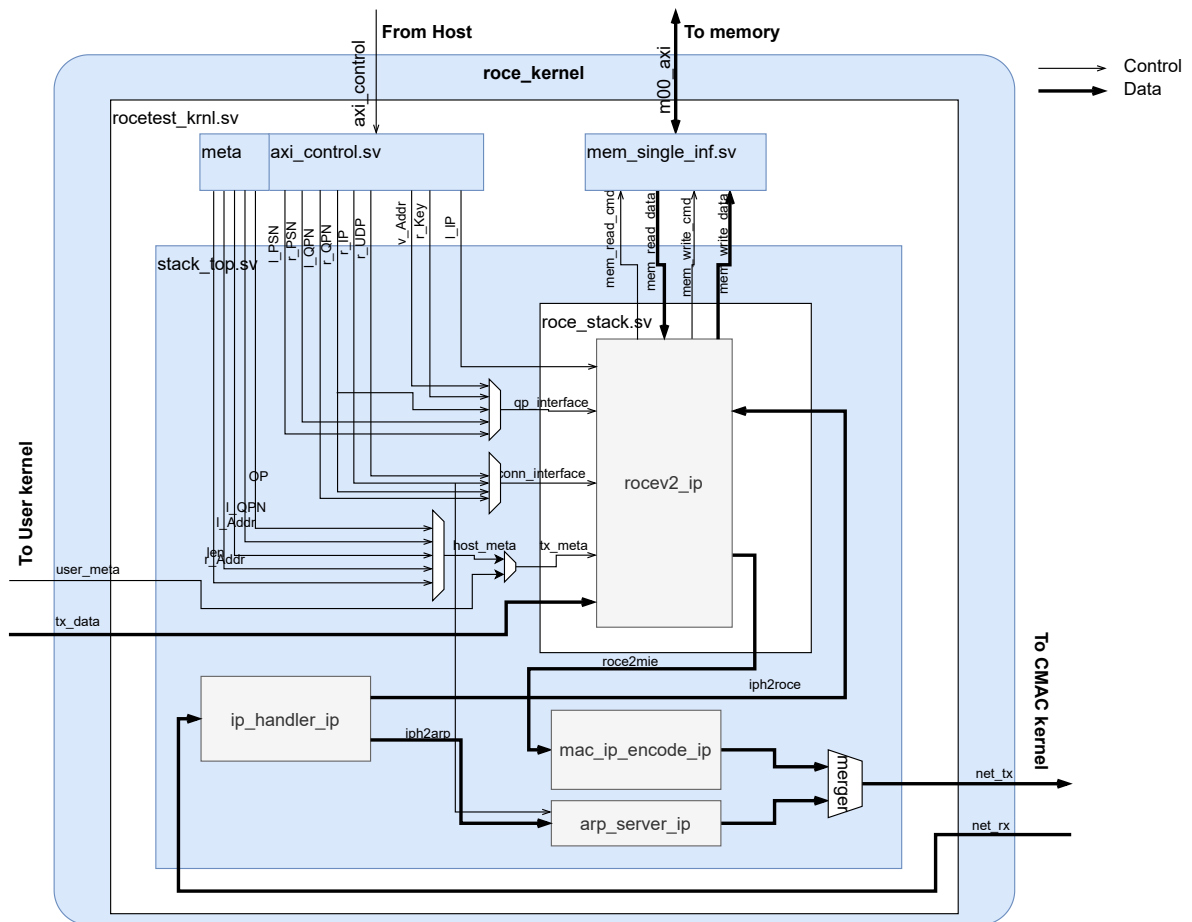 From Host
To memory
axi_control
m00_axi
roce_kernel
Control
Data
rocetest_krnl.sv
meta
axi_control.sv
mem_single_inf.sv
l_PSN
r_PSN
l_QPN
r_QPN
r_IP
r_UDP
v_Addr
r_Key
l_IP
mem_read_cmd
mem_read_data
mem_write_cmd
mem_write_data
stack_top.sv
roce_stack.sv
qp_interface
conn_interface
rocev2_ip
OP
l_QPN
l_Addr
len
r_Addr
host_meta
tx_meta
To User kernel
user_meta
tx_data
roce2mie
iph2roce
To CMAC kernel
ip_handler_ip
iph2arp
mac_ip_encode_ip
merger
net_tx
arp_server_ip
net_rx